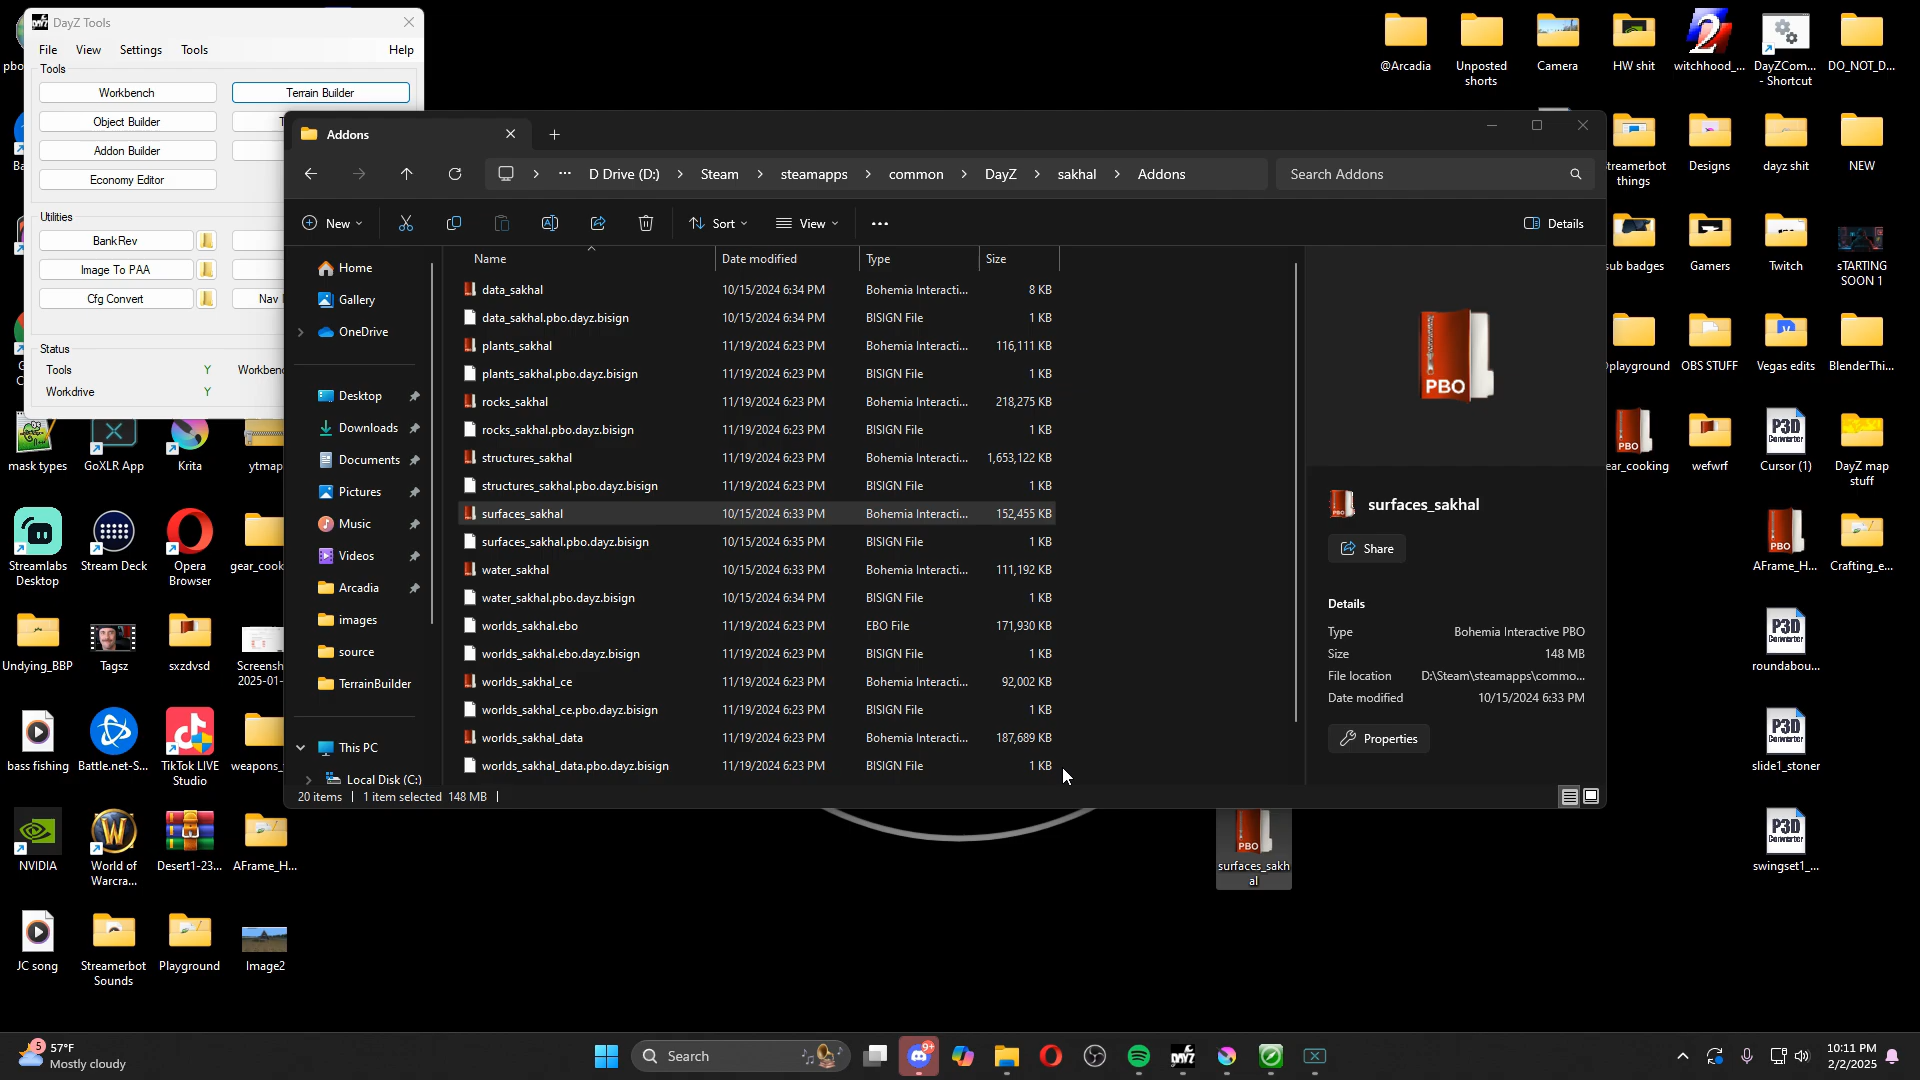 DayZ Tools
File View Settings Tools Help
Tools
Workbench Terrain Builder
Object Builder
Addon Builder
Economy Editor
Utilities
BankRev
Image To PAA
Cfg Convert
Status
Tools Y
Workdrive Y
Addons
D Drive (D:) > Steam > steamapps > common > DayZ > sakhal > Addons
Search Addons
New Sort View Details
Home
Gallery
OneDrive
Desktop
Downloads
Documents
Pictures
Music
Videos
Arcadia
images
source
TerrainBuilder
This PC
Local Disk (C:)
Name Date modified Type Size
data_sakhal 10/15/2024 6:34 PM Bohemia Interacti... 8 KB
data_sakhal.pbo.dayz.bisign 10/15/2024 6:34 PM BISIGN File 1 KB
plants_sakhal 11/19/2024 6:23 PM Bohemia Interacti... 116,111 KB
plants_sakhal.pbo.dayz.bisign 11/19/2024 6:23 PM BISIGN File 1 KB
rocks_sakhal 11/19/2024 6:23 PM Bohemia Interacti... 218,275 KB
rocks_sakhal.pbo.dayz.bisign 11/19/2024 6:23 PM BISIGN File 1 KB
structures_sakhal 11/19/2024 6:23 PM Bohemia Interacti... 1,653,122 KB
structures_sakhal.pbo.dayz.bisign 11/19/2024 6:23 PM BISIGN File 1 KB
surfaces_sakhal 10/15/2024 6:33 PM Bohemia Interacti... 152,455 KB
surfaces_sakhal.pbo.dayz.bisign 10/15/2024 6:35 PM BISIGN File 1 KB
water_sakhal 10/15/2024 6:33 PM Bohemia Interacti... 111,192 KB
water_sakhal.pbo.dayz.bisign 10/15/2024 6:34 PM BISIGN File 1 KB
worlds_sakhal.ebo 11/19/2024 6:23 PM EBO File 171,930 KB
worlds_sakhal.ebo.dayz.bisign 11/19/2024 6:23 PM BISIGN File 1 KB
worlds_sakhal_ce 11/19/2024 6:23 PM Bohemia Interacti... 92,002 KB
worlds_sakhal_ce.pbo.dayz.bisign 11/19/2024 6:23 PM BISIGN File 1 KB
worlds_sakhal_data 11/19/2024 6:23 PM Bohemia Interacti... 187,689 KB
worlds_sakhal_data.pbo.dayz.bisign 11/19/2024 6:23 PM BISIGN File 1 KB
20 items 1 item selected 148 MB
PBO
surfaces_sakhal
Share
Details
Type Bohemia Interactive PBO
Size 148 MB
File location D:\Steam\steamapps\commo...
Date modified 10/15/2024 6:33 PM
Properties
@Arcadia
Unposted
shorts
Camera
HW shit
witchhood_...
DayZCom...
- Shortcut
DO_NOT_D...
things
Designs
dayz shit
NEW
sub badges
Gamers
Twitch
sTARTING
SOON 1
OBS STUFF
Vegas edits
BlenderThi...
wefwrf
Cursor (1)
DayZ map
stuff
AFrame_H...
Crafting_e...
roundabou...
slide1_stoner
swingset1_...
surfaces_sakh
al
mask types
GoXLR App
Krita
ytmap
Streamlabs
Desktop
Stream Deck
Opera
Browser
gear_cook
Undying_BBP
Tagsz
sxzdvsd
Screensh
2025-01-
bass fishing
Battle.net-S...
TikTok LIVE
Studio
weapons_
NVIDIA
World of
Warcra...
Desert1-23...
AFrame_H...
JC song
Streamerbot
Sounds
Playground
Image2
57°F
Mostly cloudy
Search
10:11 PM
2/2/2025